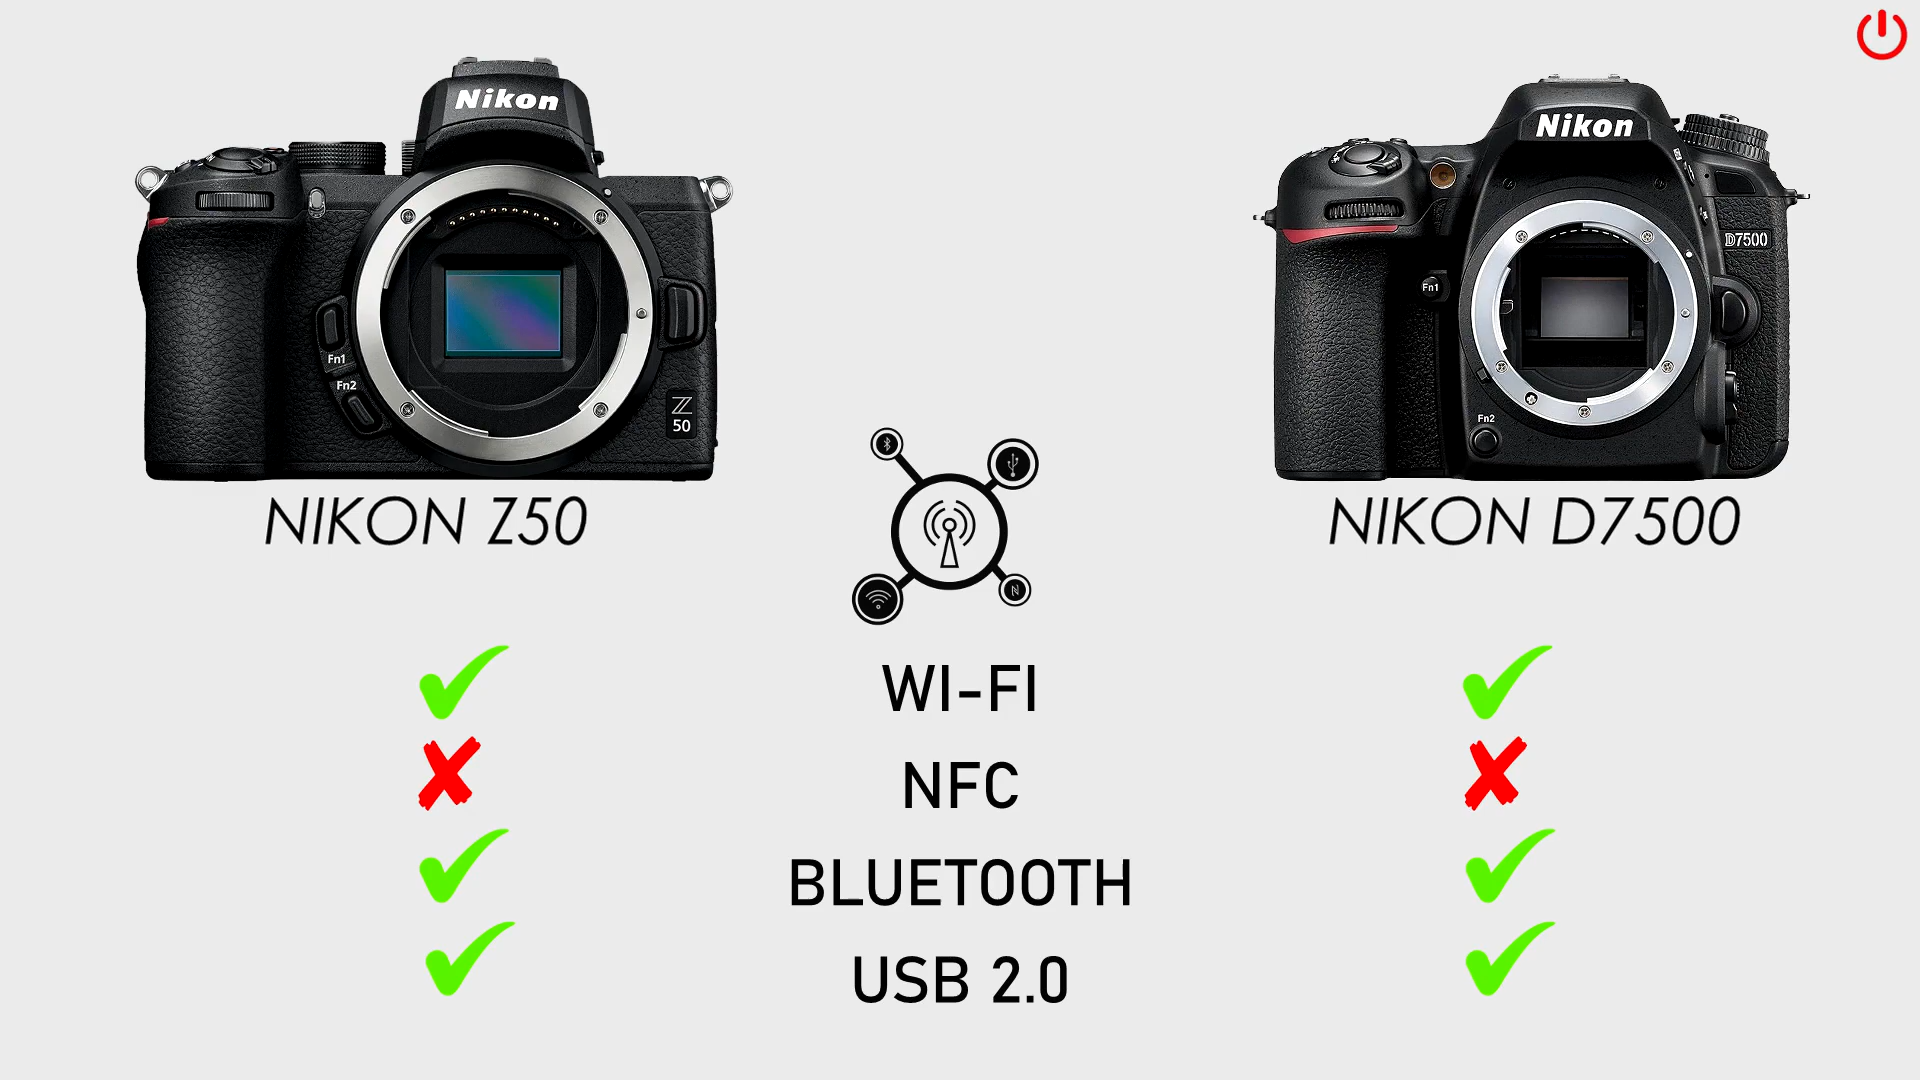 Nikon
Fn1
Fn2
Z
50
NIKON Z50
Nikon
D7500
Fn1
Fn2
NIKON D7500
WI-FI
NFC
BLUETOOTH
USB 2.0